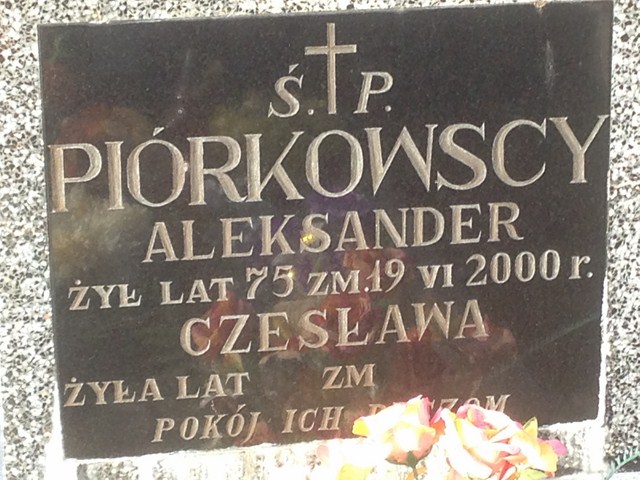 Ś. P.
PIÓRKOWSCY
ALEKSANDER
ŻYŁ LAT 75 ZM. 19 VI 2000 r.
CZESŁAWA
ŻYŁA LAT ZM
POKÓJ ICH